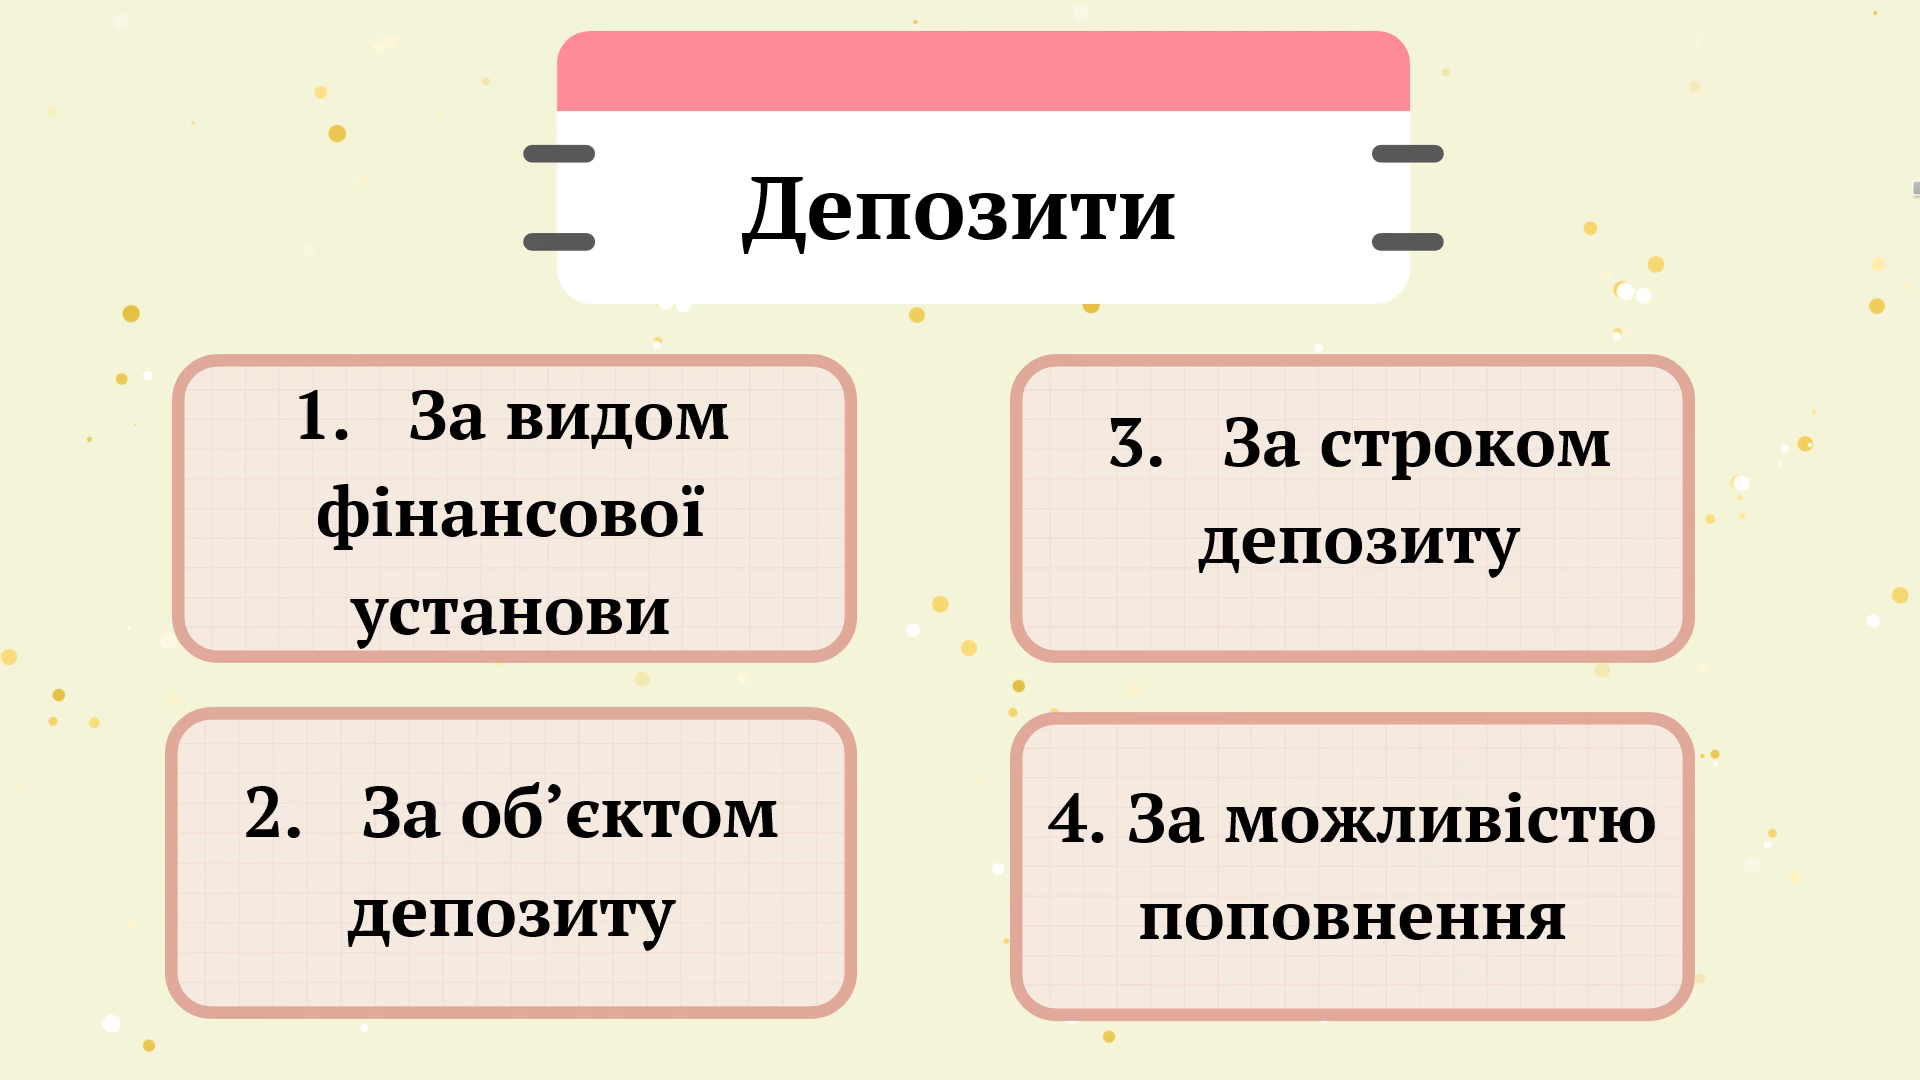 Депозити
1. За видом
фінансової
установи
2. За об’єктом
депозиту
3. За строком
депозиту
4. За можливістю
поповнення